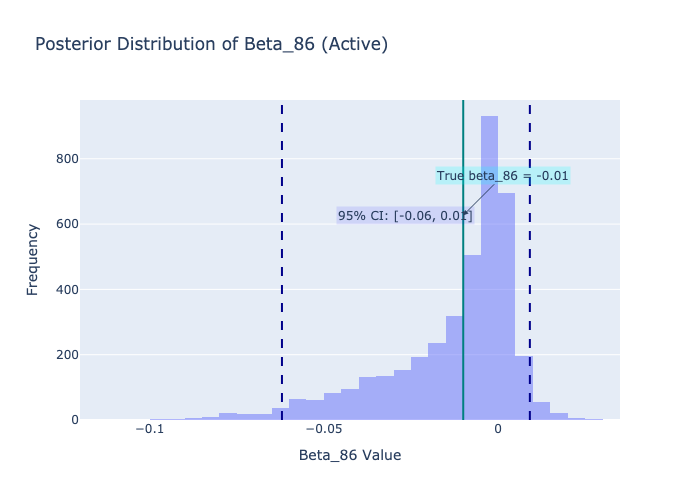 Posterior Distribution of Beta_86 (Active)
True beta_86 = -0.01
95% CI: [-0.06, 0.01]
Frequency
800
600
400
200
0
−0.1
−0.05
0
Beta_86 Value